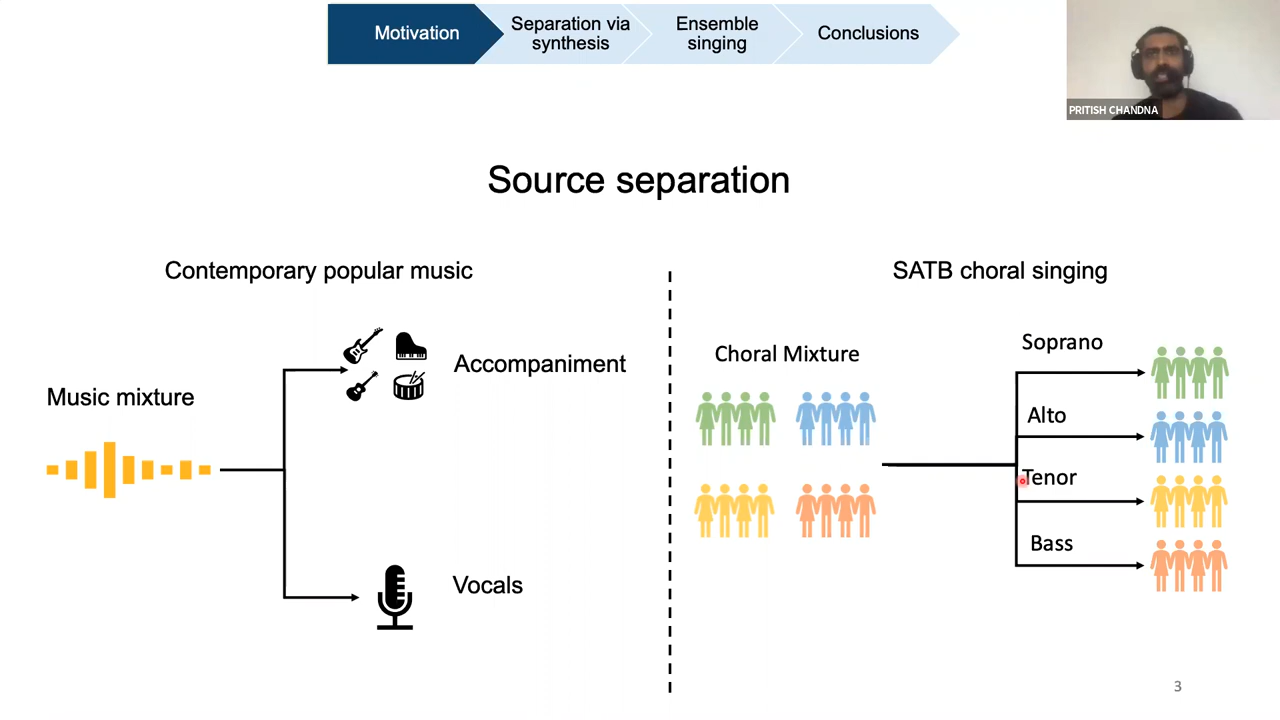 Motivation
Separation via
synthesis
Ensemble
singing
Conclusions
PRITISH CHANDNA
Source separation
Contemporary popular music
SATB choral singing
Music mixture
Accompaniment
Vocals
Choral Mixture
Soprano
Alto
Tenor
Bass
3